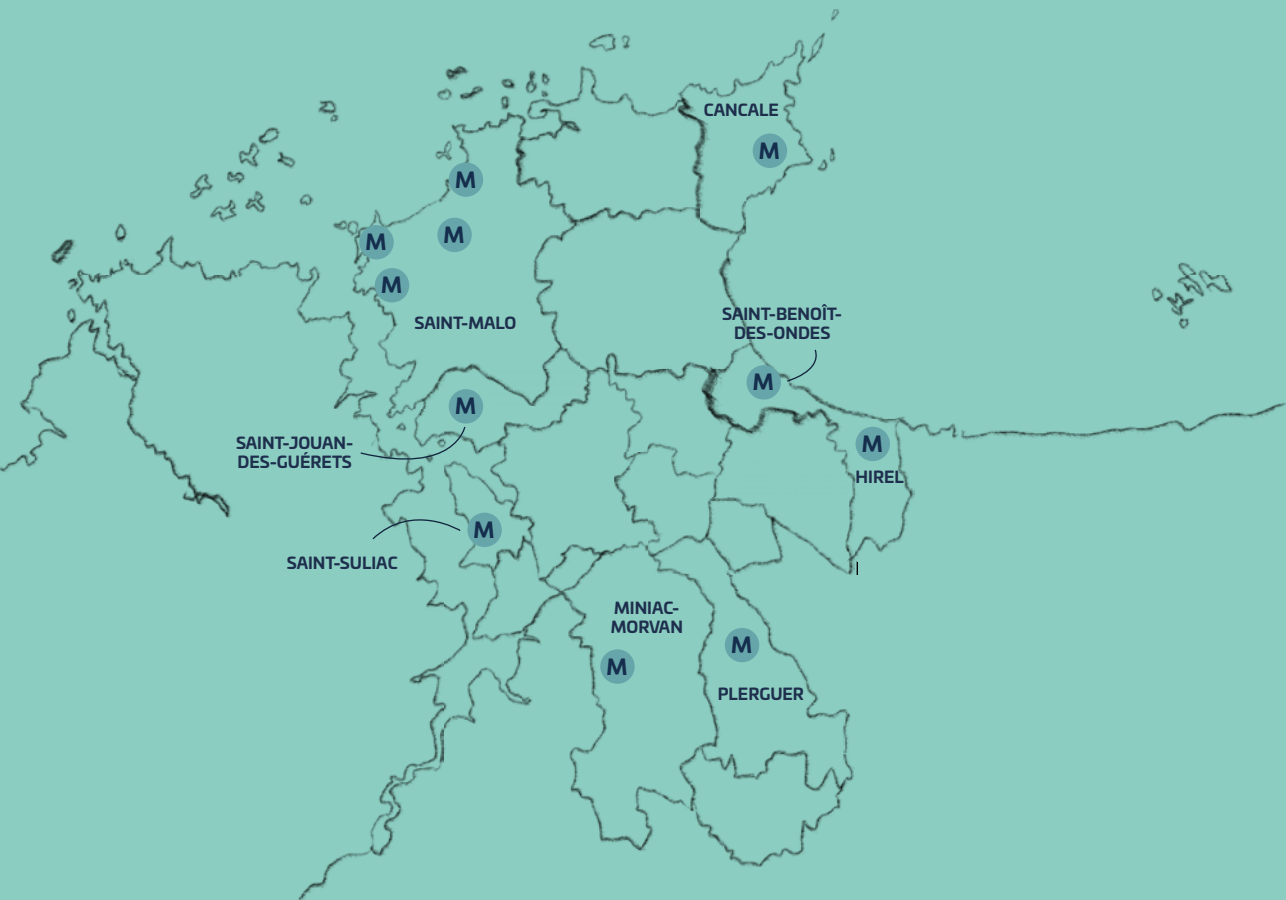 CANCALE
M
M
M
M
M
SAINT-MALO
SAINT-BENOÎT-
DES-ONDES
M
M
SAINT-JOUAN-
DES-GUÉRETS
M
HIREL
M
SAINT-SULIAC
MINIAC-
MORVAN
M
M
PLERGUER